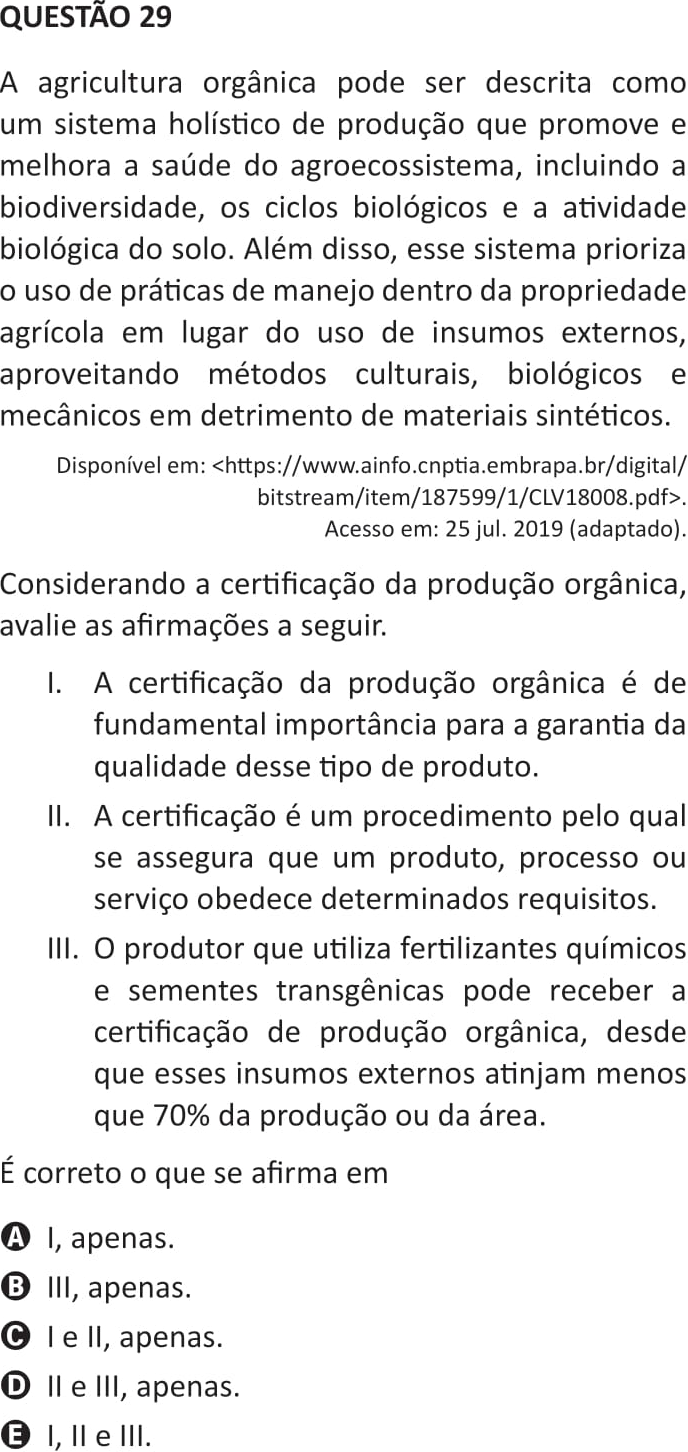 QUESTÃO 29
A agricultura orgânica pode ser descrita como
um sistema holístico de produção que promove e
melhora a saúde do agroecossistema, incluindo a
biodiversidade, os ciclos biológicos e a atividade
biológica do solo. Além disso, esse sistema prioriza
o uso de práticas de manejo dentro da propriedade
agrícola em lugar do uso de insumos externos,
aproveitando métodos culturais, biológicos e
mecânicos em detrimento de materiais sintéticos.
Disponível em: <https://www.ainfo.cnptia.embrapa.br/digital/
bitstream/item/187599/1/CLV18008.pdf>.
Acesso em: 25 jul. 2019 (adaptado).
Considerando a certificação da produção orgânica,
avalie as afirmações a seguir.
I. A certificação da produção orgânica é de
fundamental importância para a garantia da
qualidade desse tipo de produto.
II. A certificação é um procedimento pelo qual
se assegura que um produto, processo ou
serviço obedece determinados requisitos.
III. O produtor que utiliza fertilizantes químicos
e sementes transgênicas pode receber a
certificação de produção orgânica, desde
que esses insumos externos atinjam menos
que 70% da produção ou da área.
É correto o que se afirma em
A I, apenas.
B III, apenas.
C I e II, apenas.
D II e III, apenas.
E I, II e III.